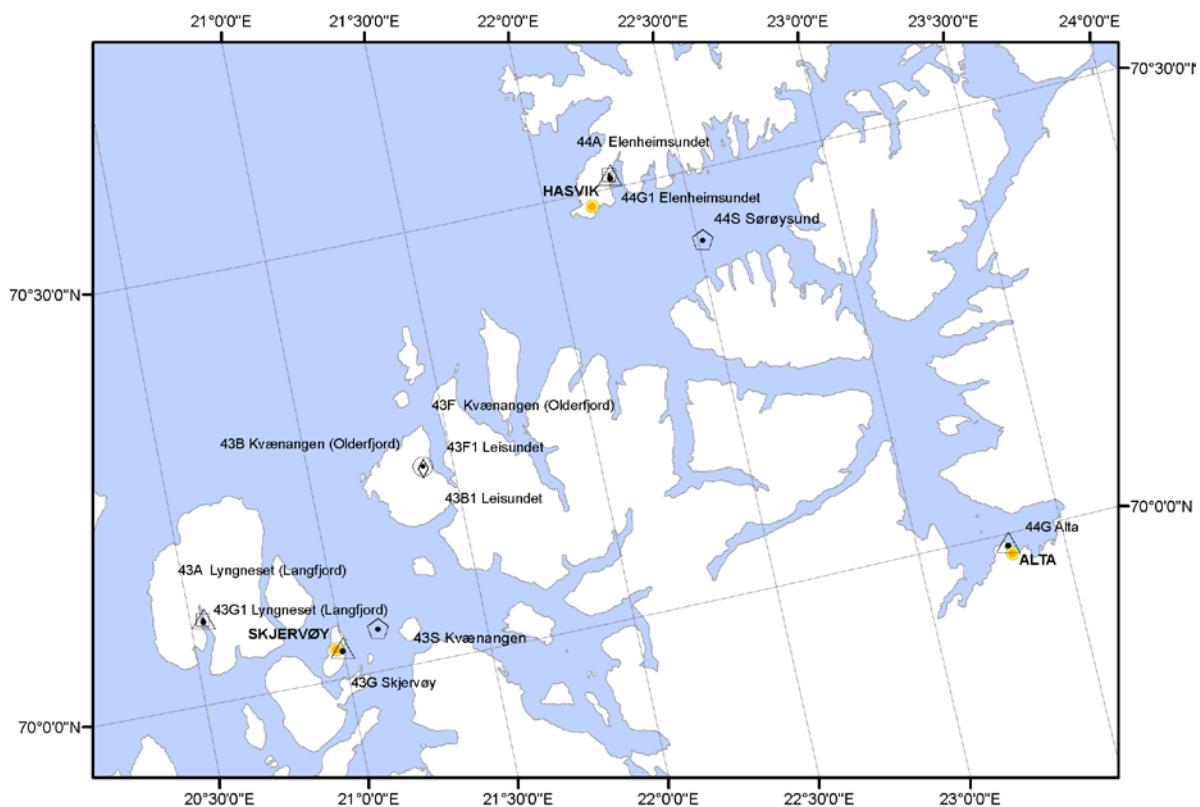 21°0'0"E
21°30'0"E
22°0'0"E
22°30'0"E
23°0'0"E
23°30'0"E
24°0'0"E
70°30'0"N
44A Elenheimsundet
HASVIK
44G1 Elenheimsundet
44S Sørøysund
70°30'0"N
43F Kvænangen (Olderfjord)
43B Kvænangen (Olderfjord)
43F1 Leisundet
43B1 Leisundet
70°0'0"N
44G Alta
ALTA
43A Lyngneset (Langfjord)
43G1 Lyngneset (Langfjord)
SKJERVØY
43S Kvænangen
43G Skjervøy
70°0'0"N
20°30'0"E
21°0'0"E
21°30'0"E
22°0'0"E
22°30'0"E
23°0'0"E